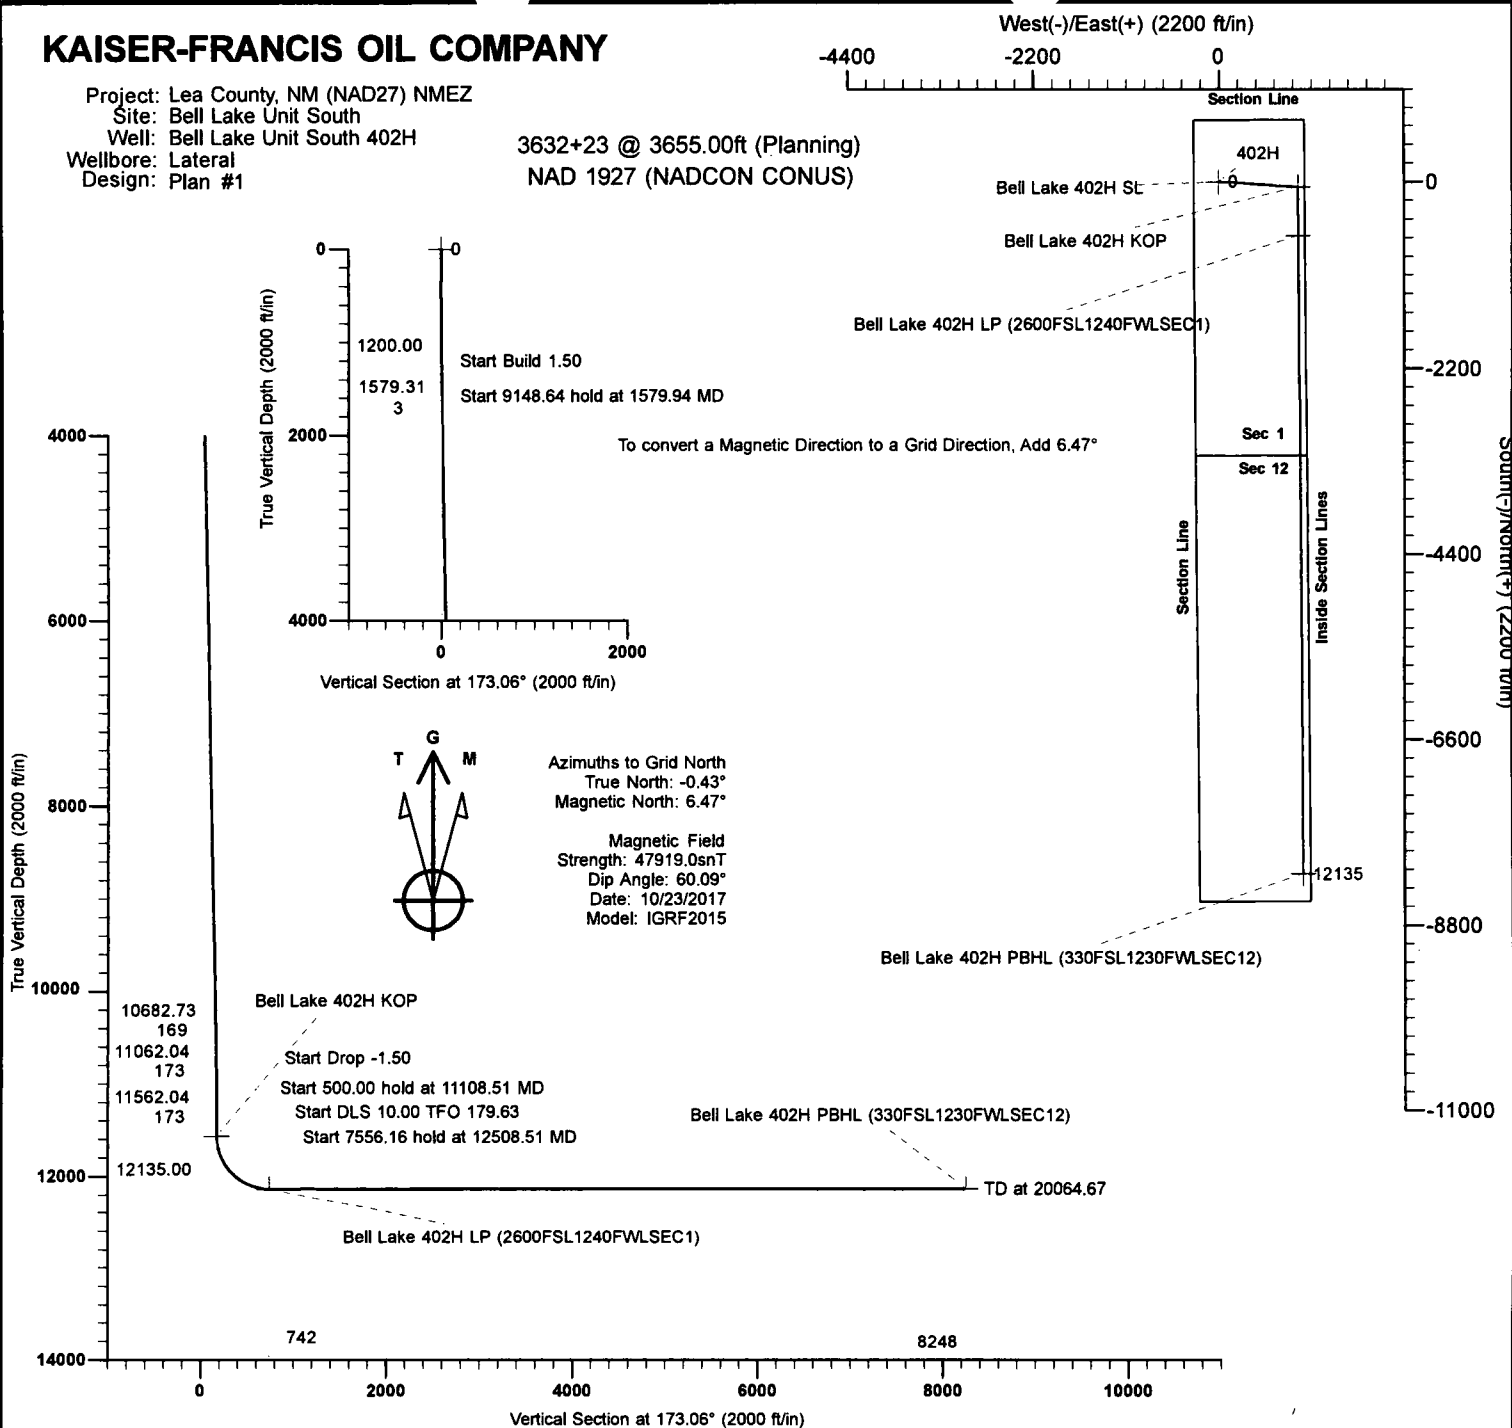 KAISER-FRANCIS OIL COMPANY
Project: Lea County, NM (NAD27) NMEZ
Site: Bell Lake Unit South
Well: Bell Lake Unit South 402H
Wellbore: Lateral
Design: Plan #1
3632+23 @ 3655.00ft (Planning)
NAD 1927 (NADCON CONUS)
West(-)/East(+) (2200 ft/in)
-4400 -2200 0
Section Line
402H
0
Bell Lake 402H SL
Bell Lake 402H KOP
Bell Lake 402H LP (2600FSL1240FWLSEC1)
Sec 1
Sec 12
Section Line
Inside Section Lines
12135
Bell Lake 402H PBHL (330FSL1230FWLSEC12)
0
-2200
-4400
-6600
-8800
-11000
South(-)/North(+) (2200 ft/in)
0
0
1200.00
Start Build 1.50
1579.31
3
Start 9148.64 hold at 1579.94 MD
2000
4000
True Vertical Depth (2000 ft/in)
0 2000
Vertical Section at 173.06° (2000 ft/in)
To convert a Magnetic Direction to a Grid Direction, Add 6.47°
T G M
Azimuths to Grid North
True North: -0.43°
Magnetic North: 6.47°
Magnetic Field
Strength: 47919.0snT
Dip Angle: 60.09°
Date: 10/23/2017
Model: IGRF2015
4000
6000
8000
10000
12000
14000
True Vertical Depth (2000 ft/in)
10682.73
169
11062.04
173
11562.04
173
12135.00
Bell Lake 402H KOP
Start Drop -1.50
Start 500.00 hold at 11108.51 MD
Start DLS 10.00 TFO 179.63
Start 7556.16 hold at 12508.51 MD
Bell Lake 402H PBHL (330FSL1230FWLSEC12)
TD at 20064.67
Bell Lake 402H LP (2600FSL1240FWLSEC1)
742
8248
0 2000 4000 6000 8000 10000
Vertical Section at 173.06° (2000 ft/in)